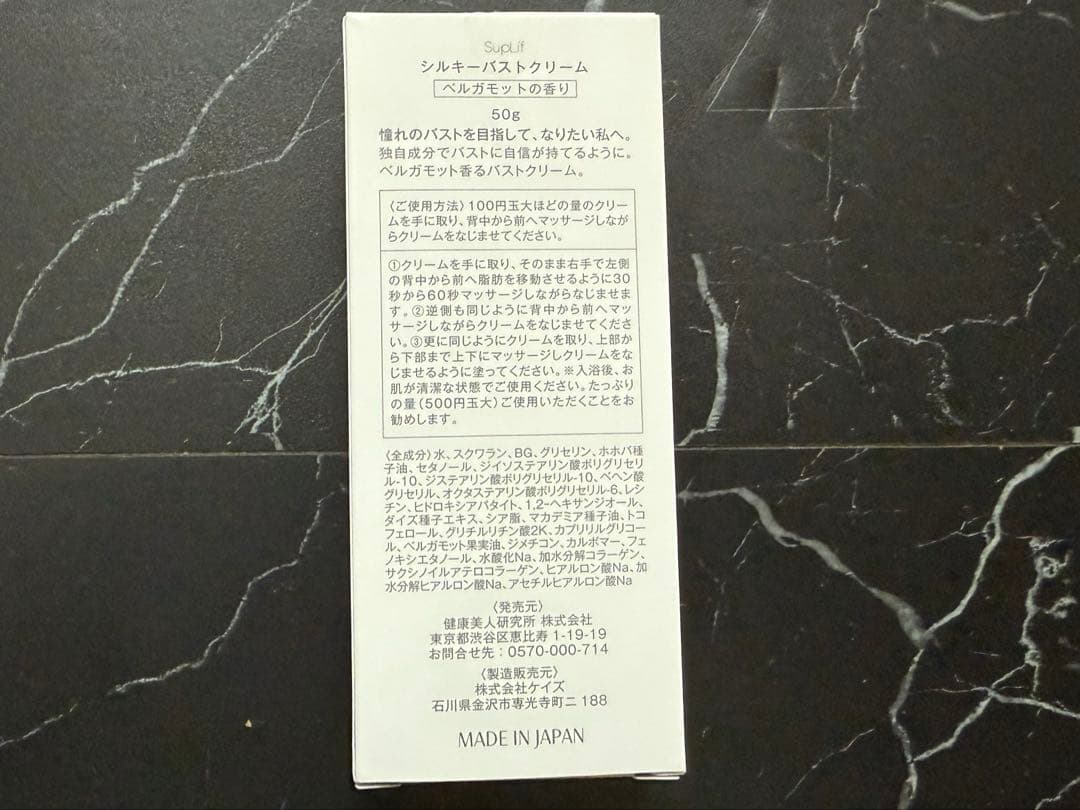 SupLif
シルキーバストクリーム
ベルガモットの香り
50g
憧れのバストを目指して、なりたい私へ。
独自成分でバストに自信が持てるように。
ベルガモット香るバストクリーム。
〈ご使用方法〉100円玉大ほどの量のクリー
ムを手に取り、背中から前へマッサージしなが
らクリームをなじませてください。
①クリームを手に取り、そのまま右手で左側
の背中から前へ脂肪を移動させるように30
秒から60秒マッサージしながらなじませま
す。②逆側も同じように背中から前へマッ
サージしながらクリームをなじませてくださ
い。③更に同じようにクリームを取り、上部か
ら下部まで上下にマッサージしクリームをな
じませるように塗ってください。※入浴後、お
肌が清潔な状態でご使用ください。たっぷり
の量(500円玉大)ご使用いただくことをお
勧めします。
〈全成分〉水、スクワラン、BG、グリセリン、ホホバ種
子油、セタノール、ジイソステアリン酸ポリグリセリ
ル-10、ジステアリン酸ポリグリセリル-10、ベヘン酸
グリセリル、オクタステアリン酸ポリグリセリル-6、レシ
チン、ヒドロキシアパタイト、1,2-ヘキサンジオール、
ダイズ種子エキス、シア脂、マカデミア種子油、トコ
フェロール、グリチルリチン酸2K、カプリリルグリコー
ル、ベルガモット果実油、ジメチコン、カルボマー、フェ
ノキシエタノール、水酸化Na、加水分解コラーゲン、
サクシノイルアテロコラーゲン、ヒアルロン酸Na、加
水分解ヒアルロン酸Na、アセチルヒアルロン酸Na
〈発売元〉
健康美人研究所 株式会社
東京都渋谷区恵比寿 1-19-19
お問合せ先：0570-000-714
〈製造販売元〉
株式会社ケイズ
石川県金沢市専光寺町ニ 188
MADE IN JAPAN